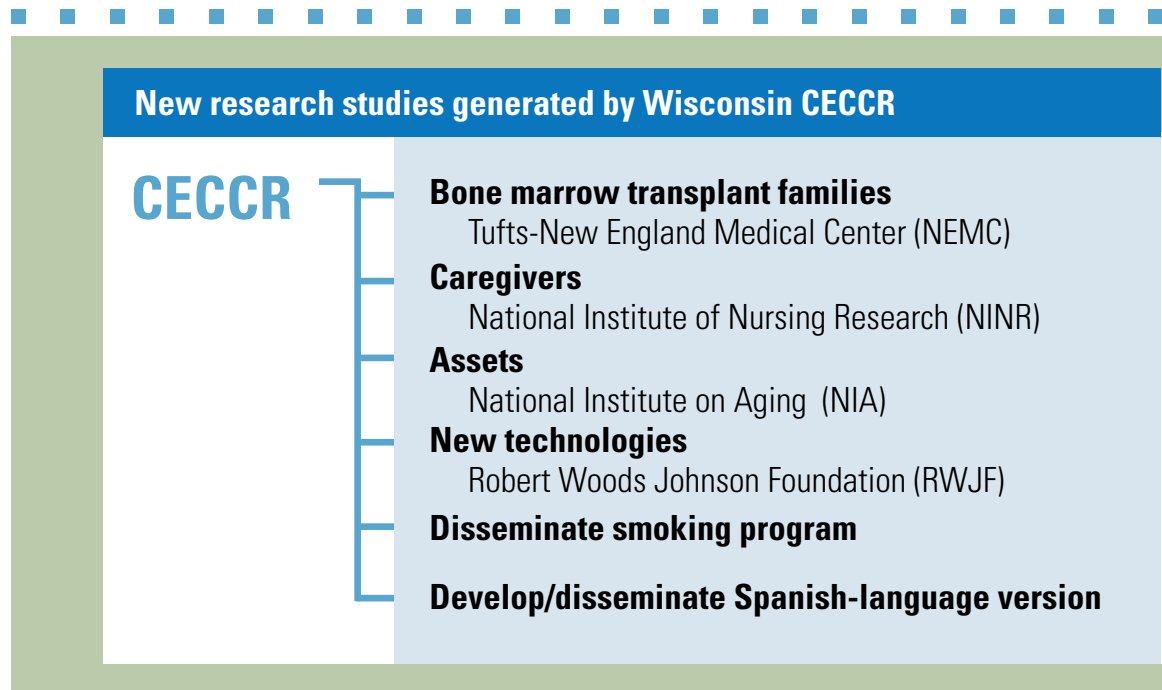 New research studies generated by Wisconsin CECCR
CECCR
Bone marrow transplant families
Tufts-New England Medical Center (NEMC)
Caregivers
National Institute of Nursing Research (NINR)
Assets
National Institute on Aging (NIA)
New technologies
Robert Woods Johnson Foundation (RWJF)
Disseminate smoking program
Develop/disseminate Spanish-language version